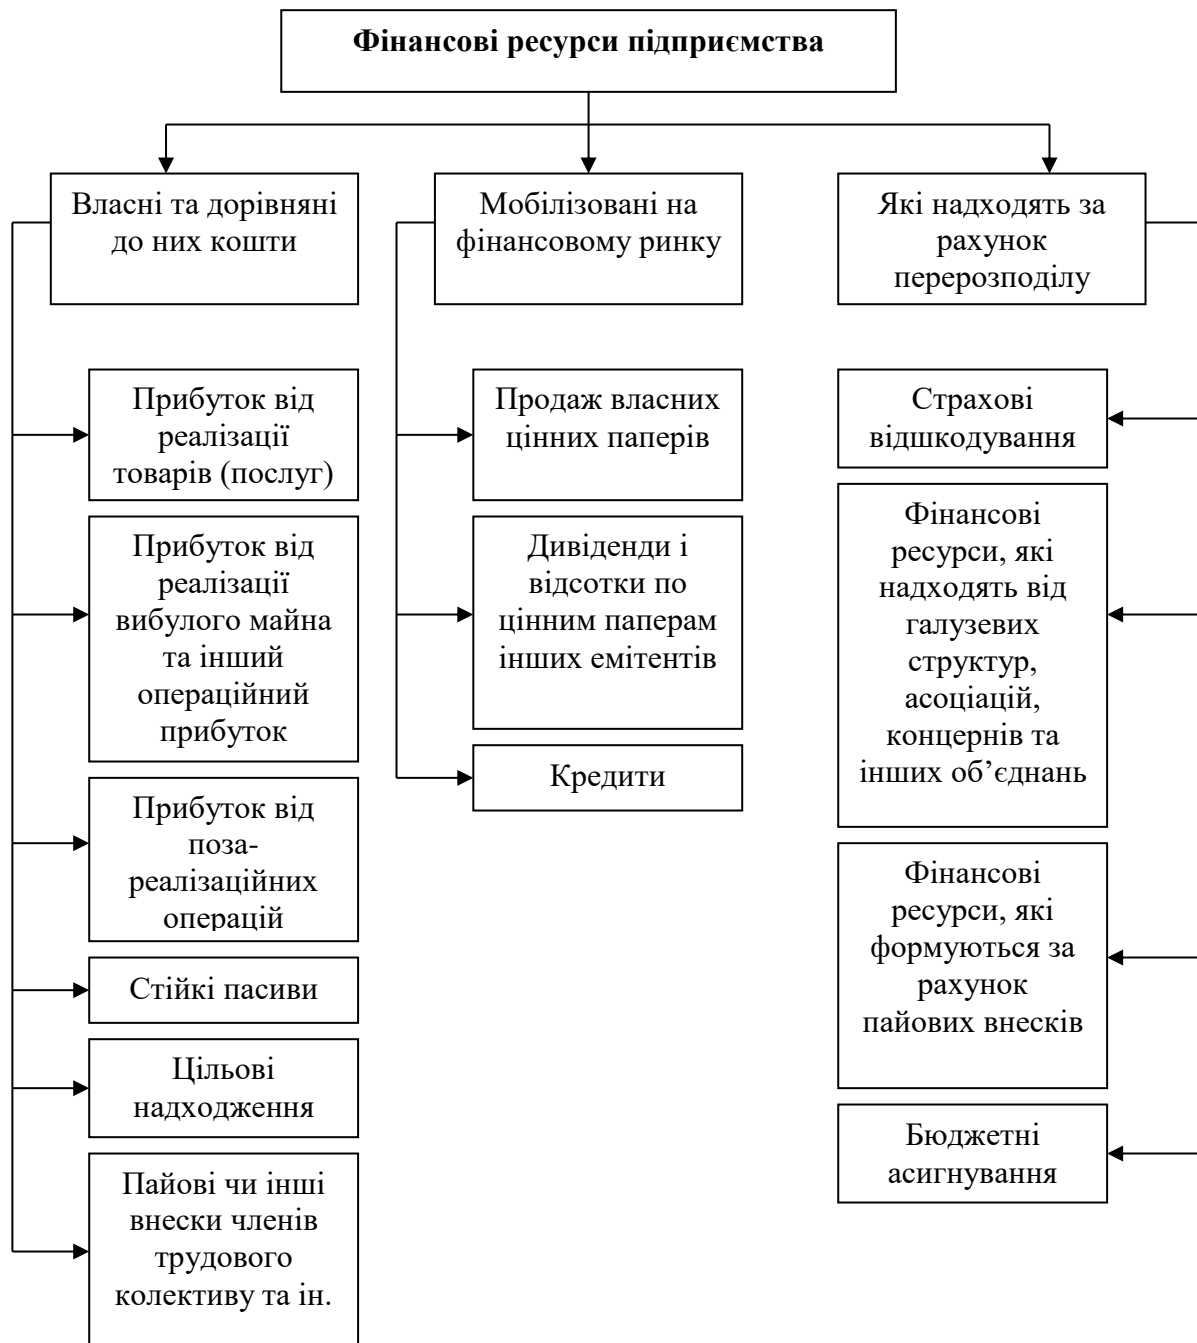 Фінансові ресурси підприємства
Власні та дорівняні
до них кошти
Мобілізовані на
фінансовому ринку
Які надходять за
рахунок
перерозподілу
Прибуток від
реалізації
товарів (послуг)
Прибуток від
реалізації
вибулого майна
та інший
операційний
прибуток
Прибуток від
поза-
реалізаційних
операцій
Стійкі пасиви
Цільові
надходження
Пайові чи інші
внески членів
трудового
колективу та ін.
Продаж власних
цінних паперів
Дивіденди і
відсотки по
цінним паперам
інших емітентів
Кредити
Страхові
відшкодування
Фінансові
ресурси, які
надходять від
галузевих
структур,
асоціацій,
концернів та
інших об’єднань
Фінансові
ресурси, які
формуються за
рахунок
пайових внесків
Бюджетні
асигнування